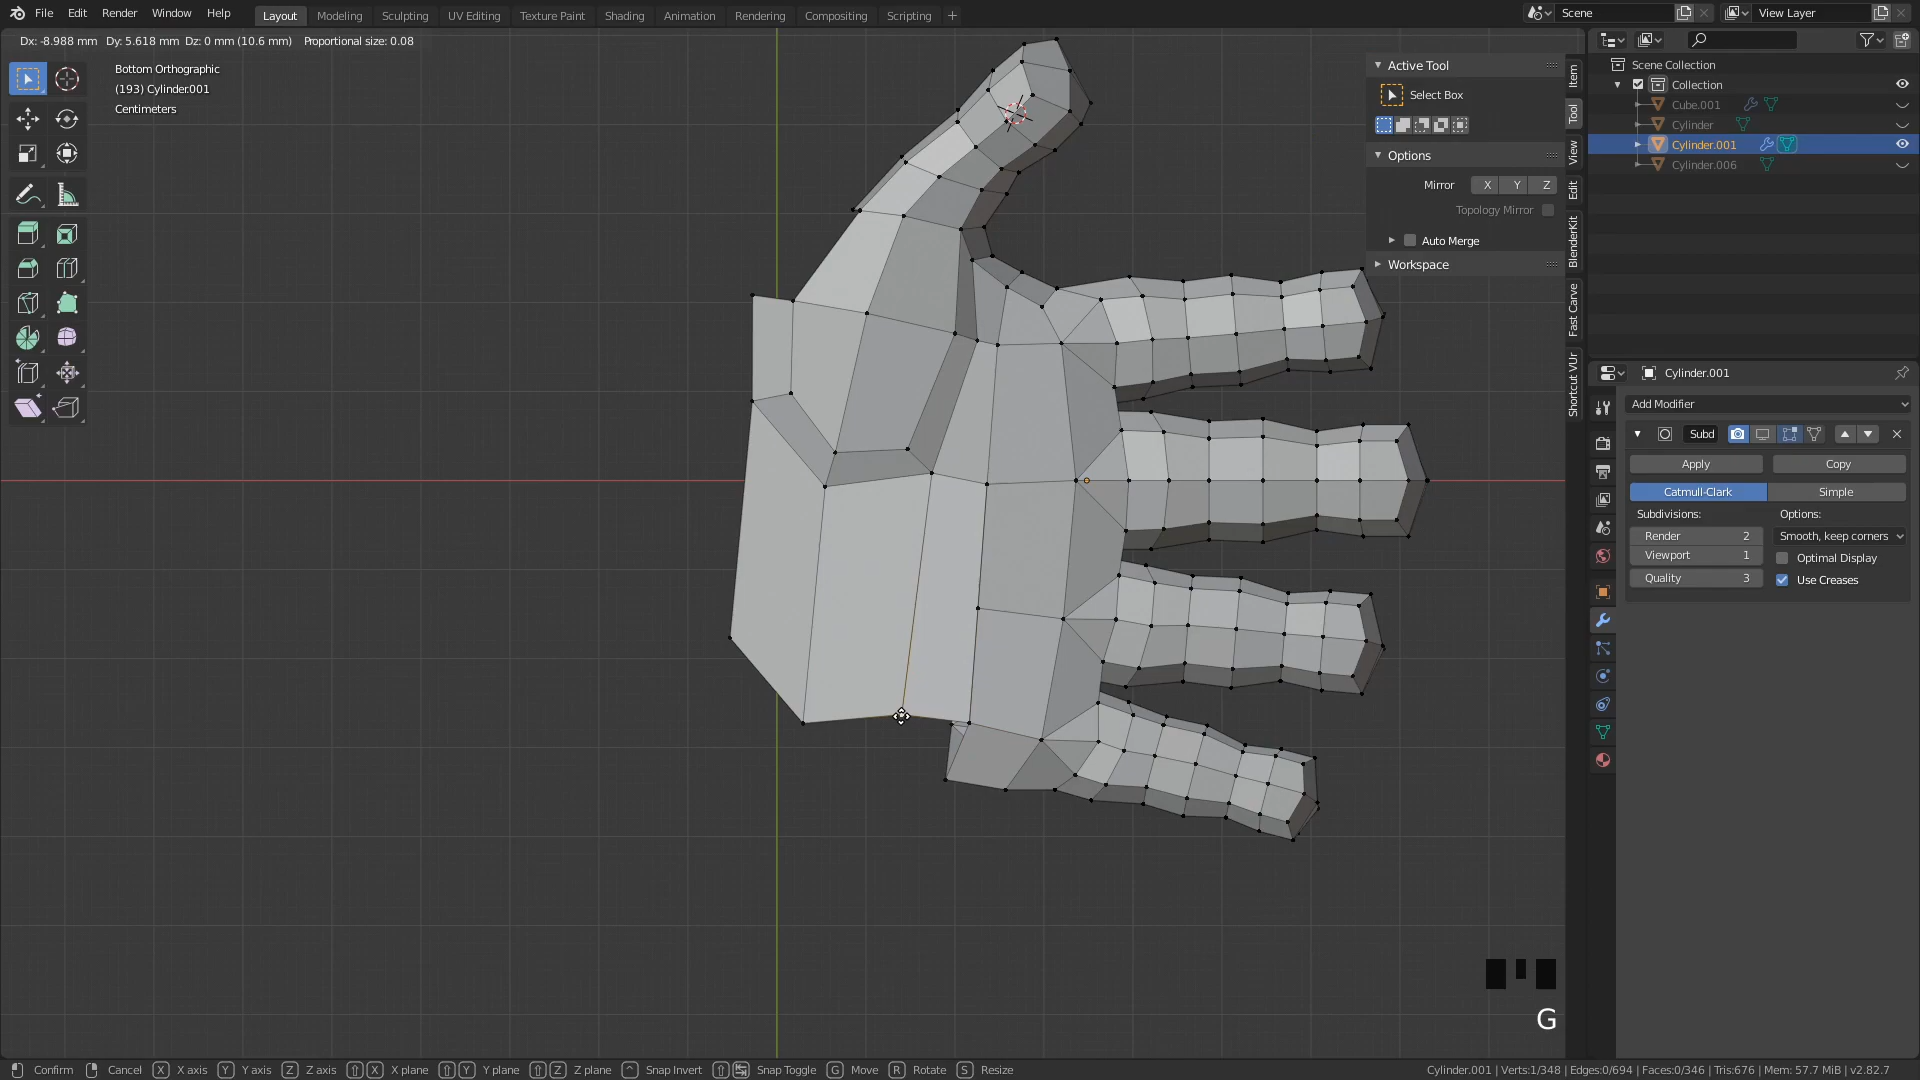 File Edit Render Window Help
Layout Modeling Sculpting UV Editing Texture Paint Shading Animation Rendering Compositing Scripting +
Scene
View Layer
Dx: -8.988 mm Dy: 5.618 mm Dz: 0 mm (10.6 mm) Proportional size: 0.08
Bottom Orthographic
(193) Cylinder.001
Centimeters
Active Tool
Select Box
Options
Mirror X Y Z
Topology Mirror
Auto Merge
Workspace
Item
Tool
View
Edit
BlenderKit
Fast Carve
Shortcut VUr
Scene Collection
Collection
Cube.001
Cylinder
Cylinder.001
Cylinder.006
Cylinder.001
Add Modifier
Subd
Apply Copy
Catmull-Clark Simple
Subdivisions: Options:
Render 2 Smooth, keep corners
Viewport 1 Optimal Display
Quality 3 Use Creases
G
Confirm Cancel X X axis Y Y axis Z Z axis X X plane Y Y plane Z Z plane ^ Snap Invert Snap Toggle G Move R Rotate S Resize
Cylinder.001 | Verts:1/348 | Edges:0/694 | Faces:0/346 | Tris:676 | Mem: 57.7 MiB | v2.82.7